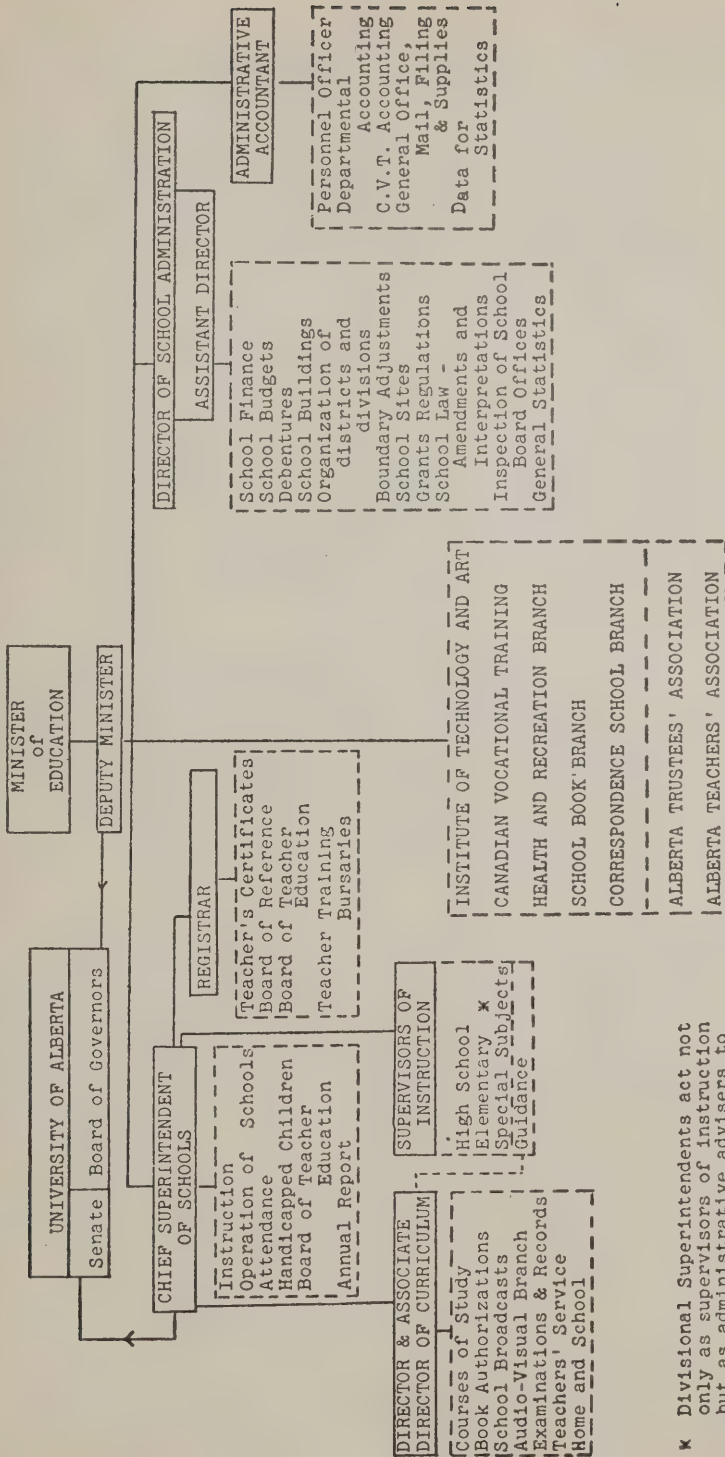 MINISTER
of
EDUCATION
DEPUTY MINISTER
UNIVERSITY OF ALBERTA
Senate
Board of Governors
CHIEF SUPERINTENDENT
OF SCHOOLS
Instruction
Operation of Schools
Attendance
Handicapped Children
Board of Teacher
Education
Annual Report
REGISTRAR
Teacher's Certificates
Board of Reference
Board of Teacher
Education
Teacher Training
Bursaries
DIRECTOR & ASSOCIATE
DIRECTOR OF CURRICULUM
Courses of Study
Book Authorizations
School Broadcasts
Audio-Visual Branch
Examinations & Records
Teachers' Service
Home and School
SUPERVISORS OF
INSTRUCTION
High School
Elementary *
Special Subjects
Guidance
DIRECTOR OF SCHOOL ADMINISTRATION
ASSISTANT DIRECTOR
School Finance
School Budgets
Debentures
School Buildings
Organization of
districts and
divisions
Boundary Adjustments
School Sites
Grants Regulations
School Law -
Amendments and
Interpretations
Inspection of School
Board Offices
General Statistics
ADMINISTRATIVE
ACCOUNTANT
Personnel Officer
Departmental
Accounting
C.V.T. Accounting
General Office,
Mail, Filing
& Supplies
Data for
Statistics
INSTITUTE OF TECHNOLOGY AND ART
CANADIAN VOCATIONAL TRAINING
HEALTH AND RECREATION BRANCH
SCHOOL BOOK BRANCH
CORRESPONDENCE SCHOOL BRANCH
ALBERTA TRUSTEES' ASSOCIATION
ALBERTA TEACHERS' ASSOCIATION
* Divisional Superintendents act not
only as supervisors of instruction
but as administrative advisers to